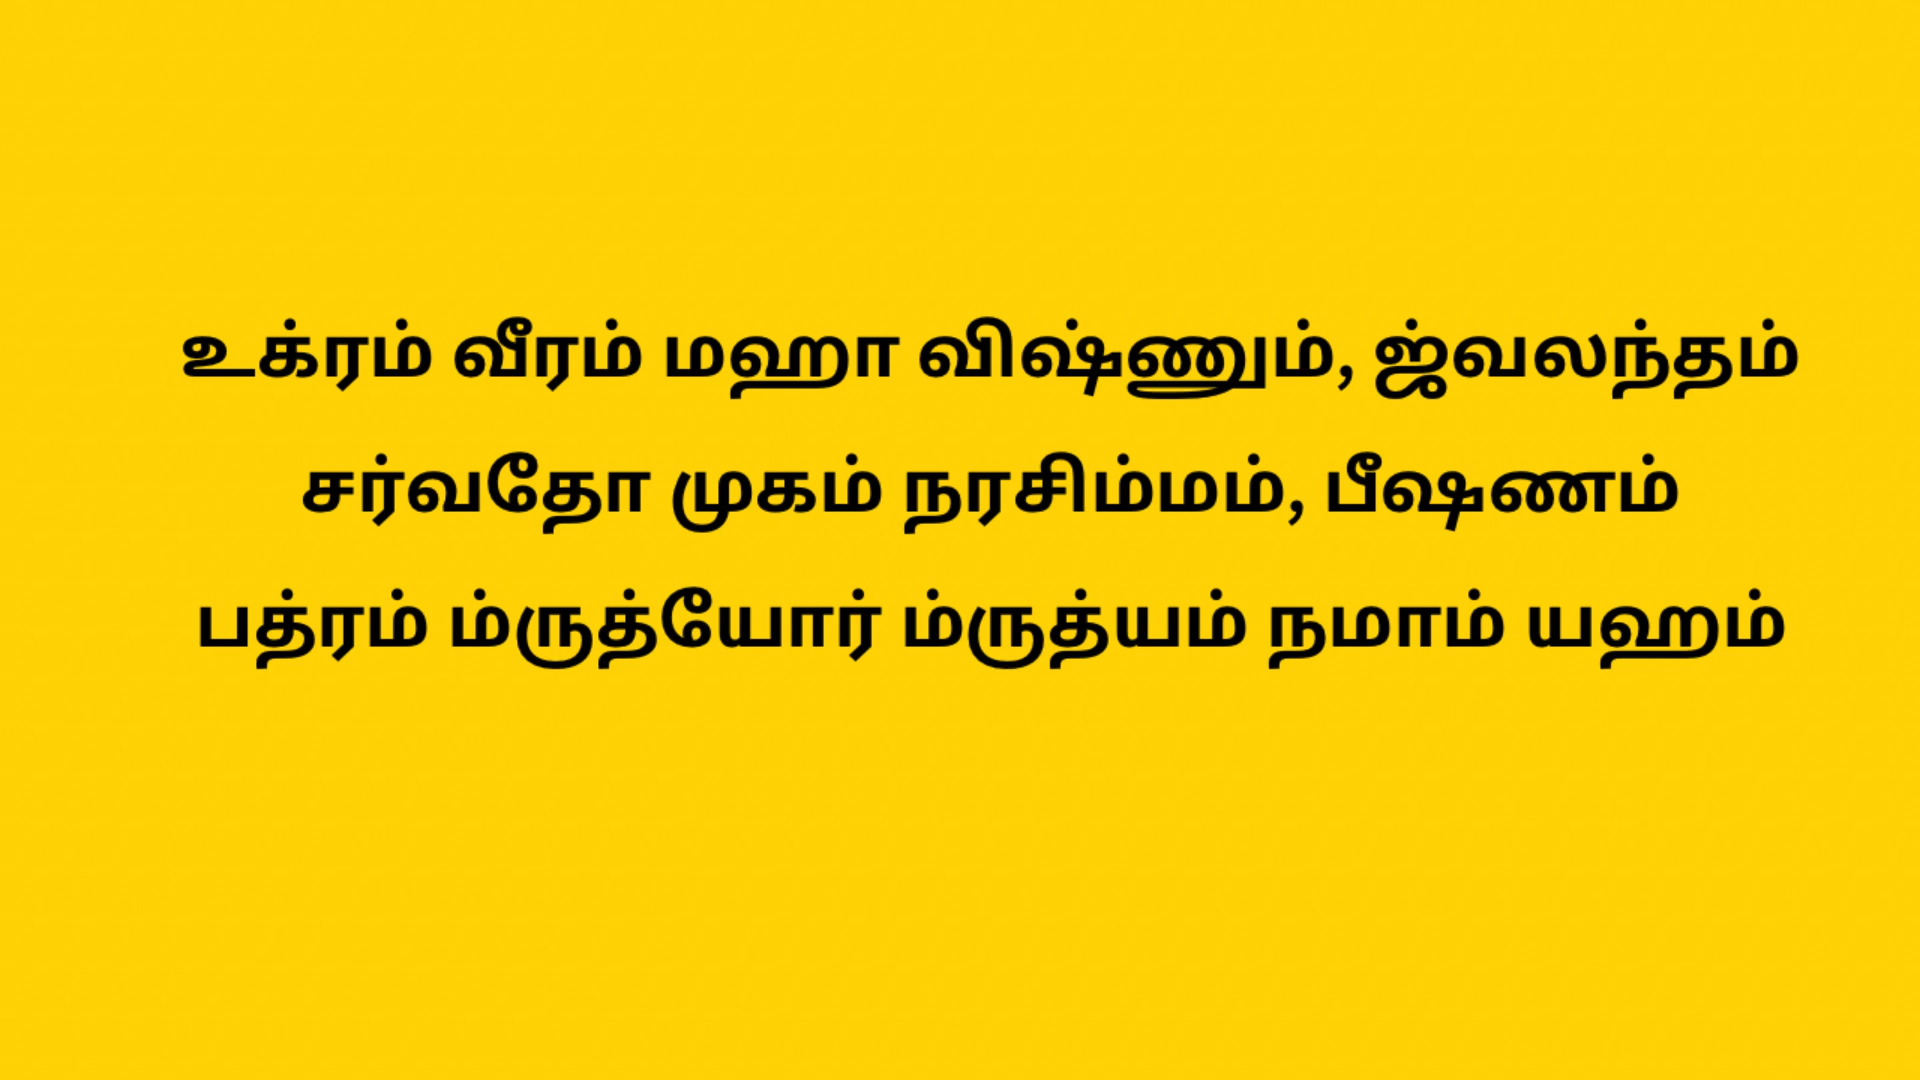 உக்ரம் வீரம் மஹா விஷ்ணும், ஜ்வலந்தம்
சர்வதோ முகம் நரசிம்மம், பீஷணம்
பத்ரம் ம்ருத்யோர் ம்ருத்யம் நமாம் யஹம்